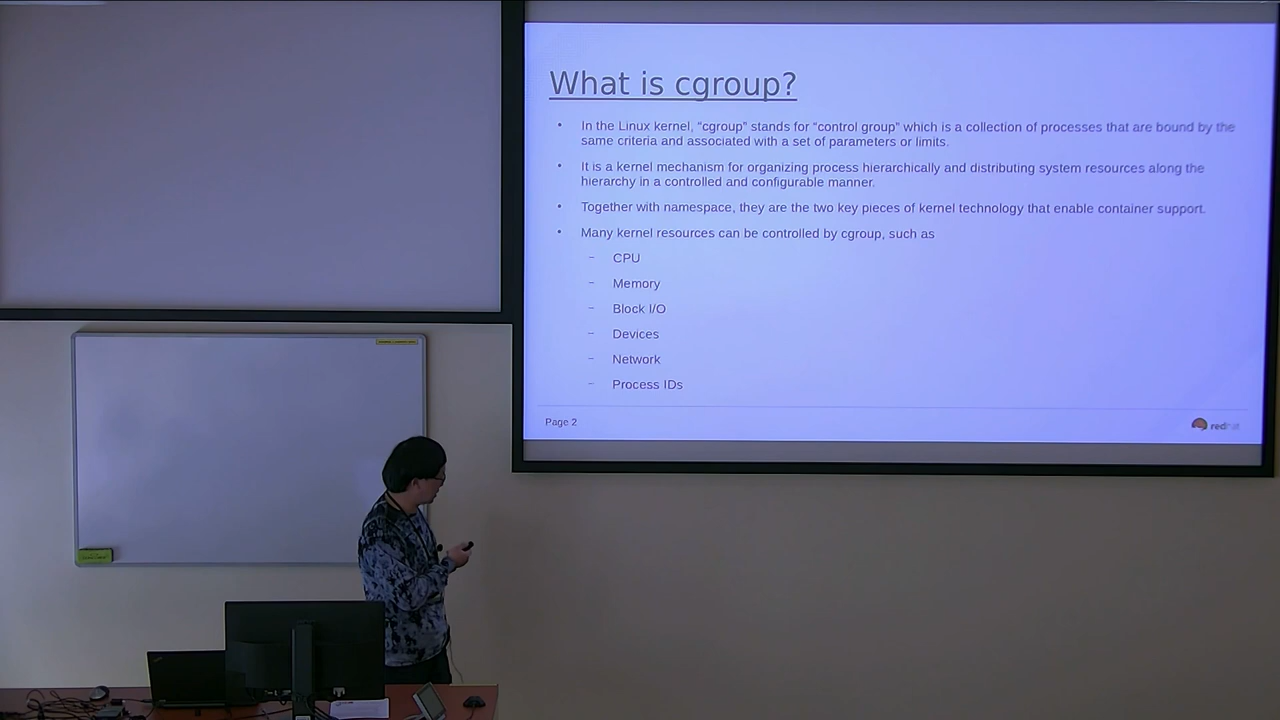 What is cgroup?
• In the Linux kernel, "cgroup" stands for "control group" which is a collection of processes that are bound by the
same criteria and associated with a set of parameters or limits.
• It is a kernel mechanism for organizing process hierarchically and distributing system resources along the
hierarchy in a controlled and configurable manner.
• Together with namespace, they are the two key pieces of kernel technology that enable container support.
• Many kernel resources can be controlled by cgroup, such as
– CPU
– Memory
– Block I/O
– Devices
– Network
– Process IDs
Page 2
redhat